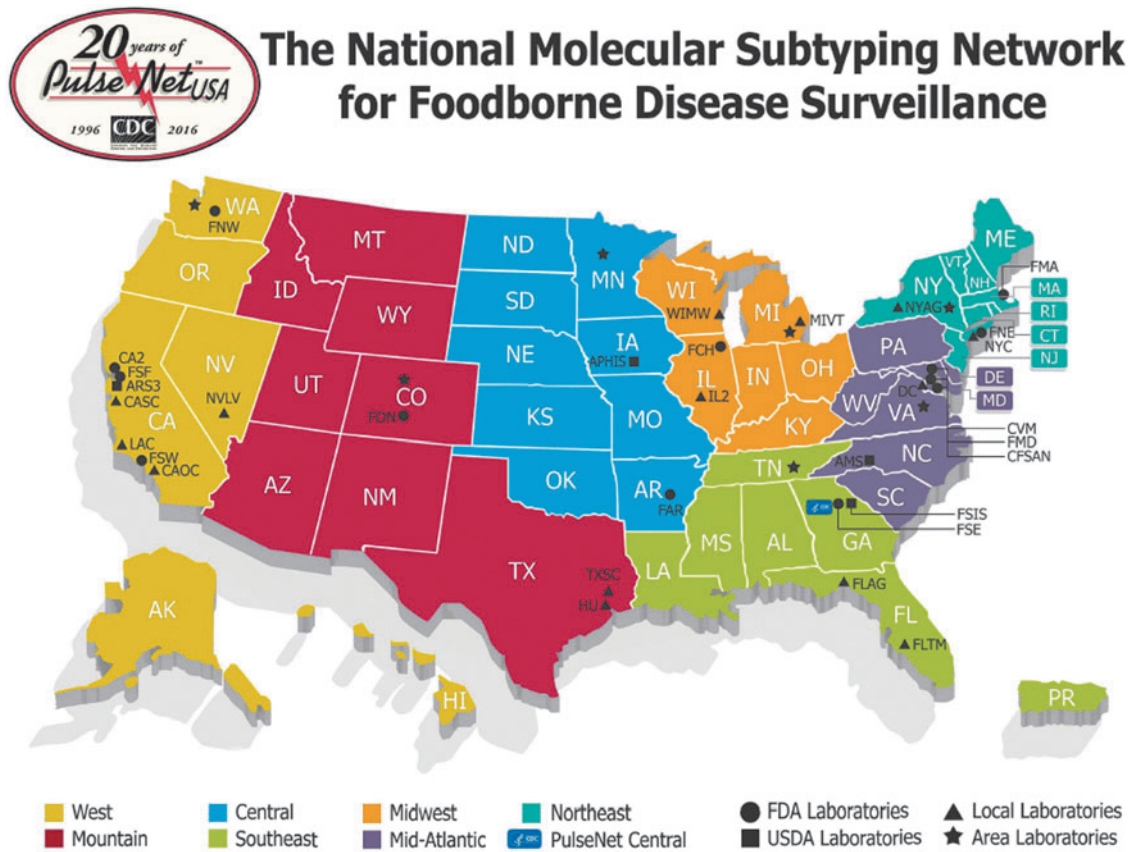 20 years of
PulseNet USA
TM
1996 CDC 2016
The National Molecular Subtyping Network
for Foodborne Disease Surveillance
WA
FNW
OR
MT
ID
WY
ND
SD
NE
MN
IA
APHIS
WI
WIMW
MI
MIVT
ME
VT
NH
NY
NYAG
FMA
MA
RI
CT
NJ
FNE
NYC
CA2
FSF
ARS3
CASC
CA
LAC
FSW
CAOC
NV
NVLV
UT
CO
FDN
KS
MO
FCH
IL
IL2
IN
OH
KY
PA
WV
VA
DC
DE
MD
CVM
FMD
CFSAN
AZ
NM
OK
AR
FAR
TN
AMS
NC
SC
TX
TXSC
HU
LA
MS
AL
CDC
GA
FSIS
FSE
FLAG
FL
FLTM
AK
HI
PR
West
Central
Midwest
Northeast
FDA Laboratories
Local Laboratories
Mountain
Southeast
Mid-Atlantic
CDC
PulseNet Central
USDA Laboratories
Area Laboratories